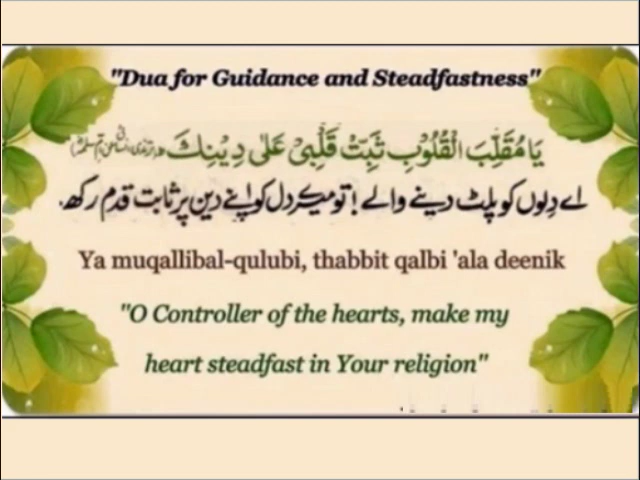 "Dua for Guidance and Steadfastness"
يَا مُقَلِّبَ الْقُلُوْبِ ثَبِّتْ قَلْبِيْ عَلٰى دِيْنِكَ
اے دلوں کو پلٹ دینے والے ! تو میرے دل کو اپنے دین پر ثابت قدم رکھ۔
Ya muqallibal-qulubi, thabbit qalbi 'ala deenik
"O Controller of the hearts, make my
heart steadfast in Your religion"